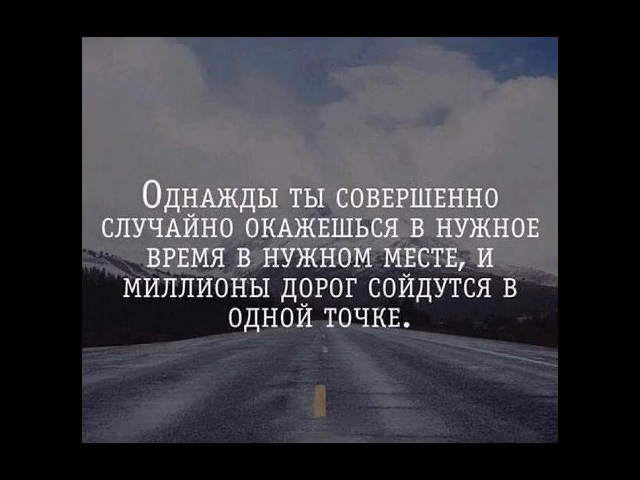 Однажды ты совершенно
случайно окажешься в нужное
время в нужном месте, и
миллионы дорог сойдутся в
одной точке.